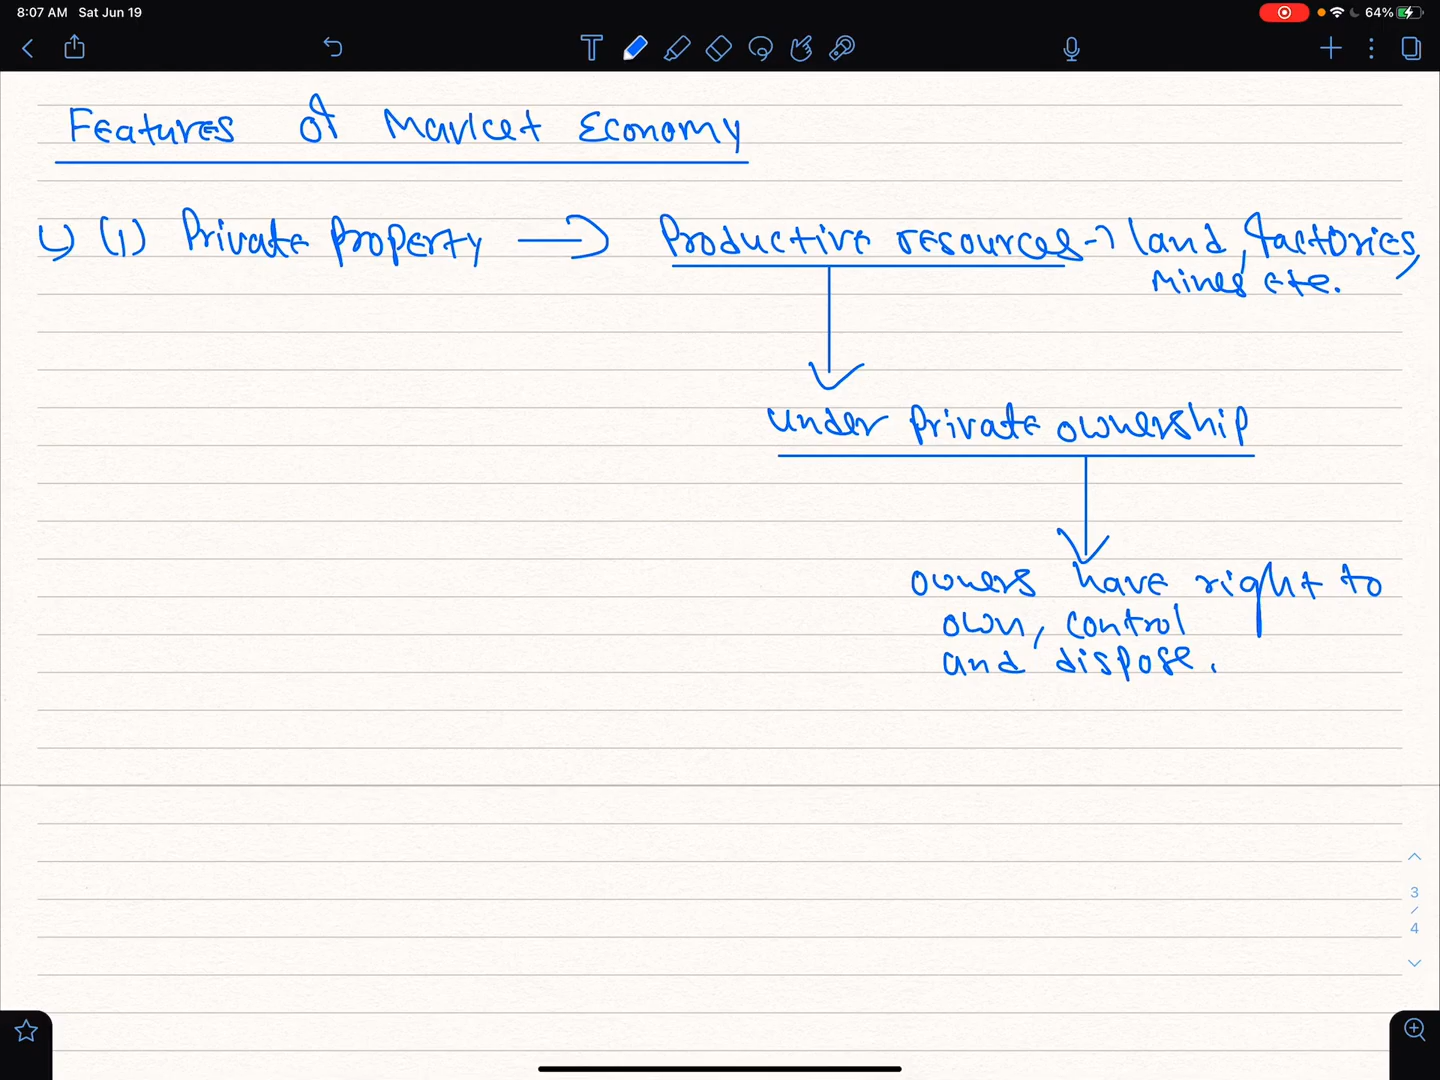 8:07 AM Sat Jun 19
64%
Features of Market Economy
(1) Private Property → Productive resources → land, factories,
mines etc.
under private ownership
owners have right to
own, control
and dispose.
3
/
4